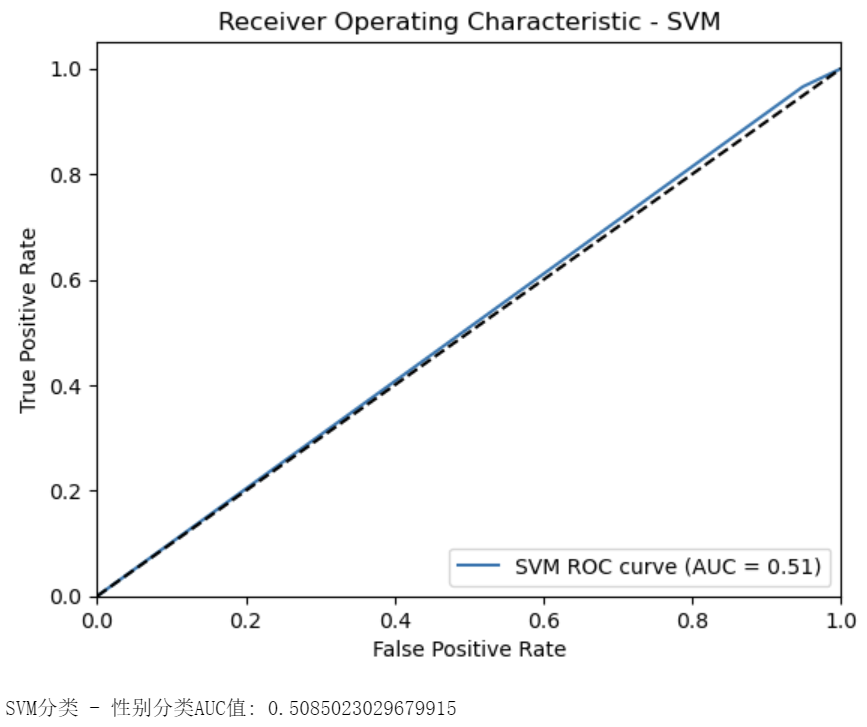 Receiver Operating Characteristic - SVM
1.0
0.8
0.6
0.4
0.2
0.0
True Positive Rate
SVM ROC curve (AUC = 0.51)
0.0 0.2 0.4 0.6 0.8 1.0
False Positive Rate
SVM分类 - 性别分类AUC值: 0.5085023029679915